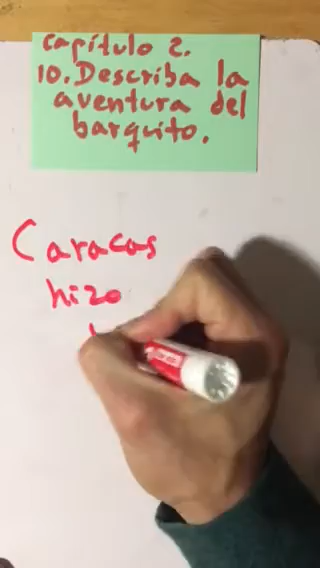 capítulo 2.
10. Describa la
aventura del
barquito.
Caracas
hizo